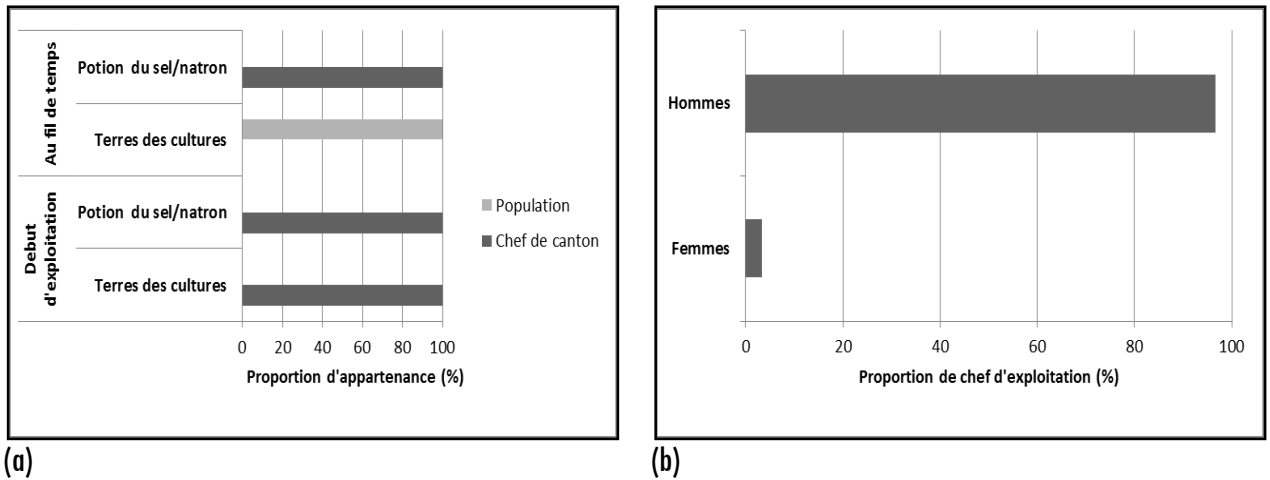 Au fil de temps
Potion du sel/natron
Terres des cultures
Debut
d'exploitation
Potion du sel/natron
Terres des cultures
0 20 40 60 80 100
Proportion d'appartenance (%)
Population
Chef de canton
(a)
Hommes
Femmes
0 20 40 60 80 100
Proportion de chef d'exploitation (%)
(b)